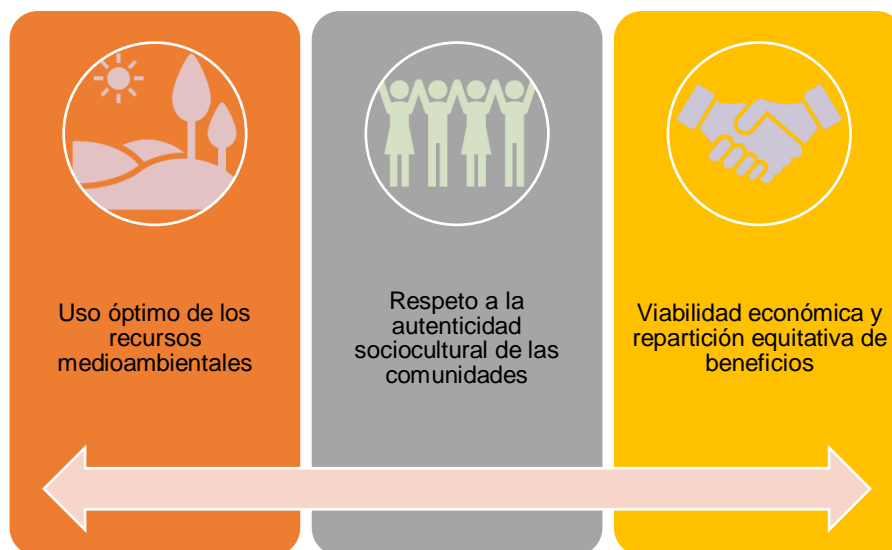 Uso óptimo de los
recursos
medioambientales
Respeto a la
autenticidad
sociocultural de las
comunidades
Viabilidad económica y
repartición equitativa de
beneficios